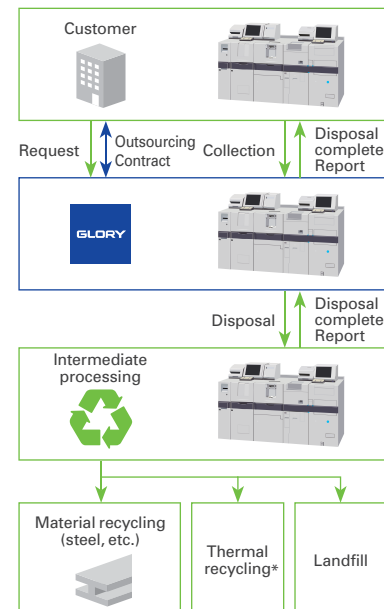 Customer
Request
Outsourcing
Contract
Collection
Disposal
complete
Report
GLORY
Disposal
Disposal
complete
Report
Intermediate
processing
Material recycling
(steel, etc.)
Thermal
recycling*
Landfill